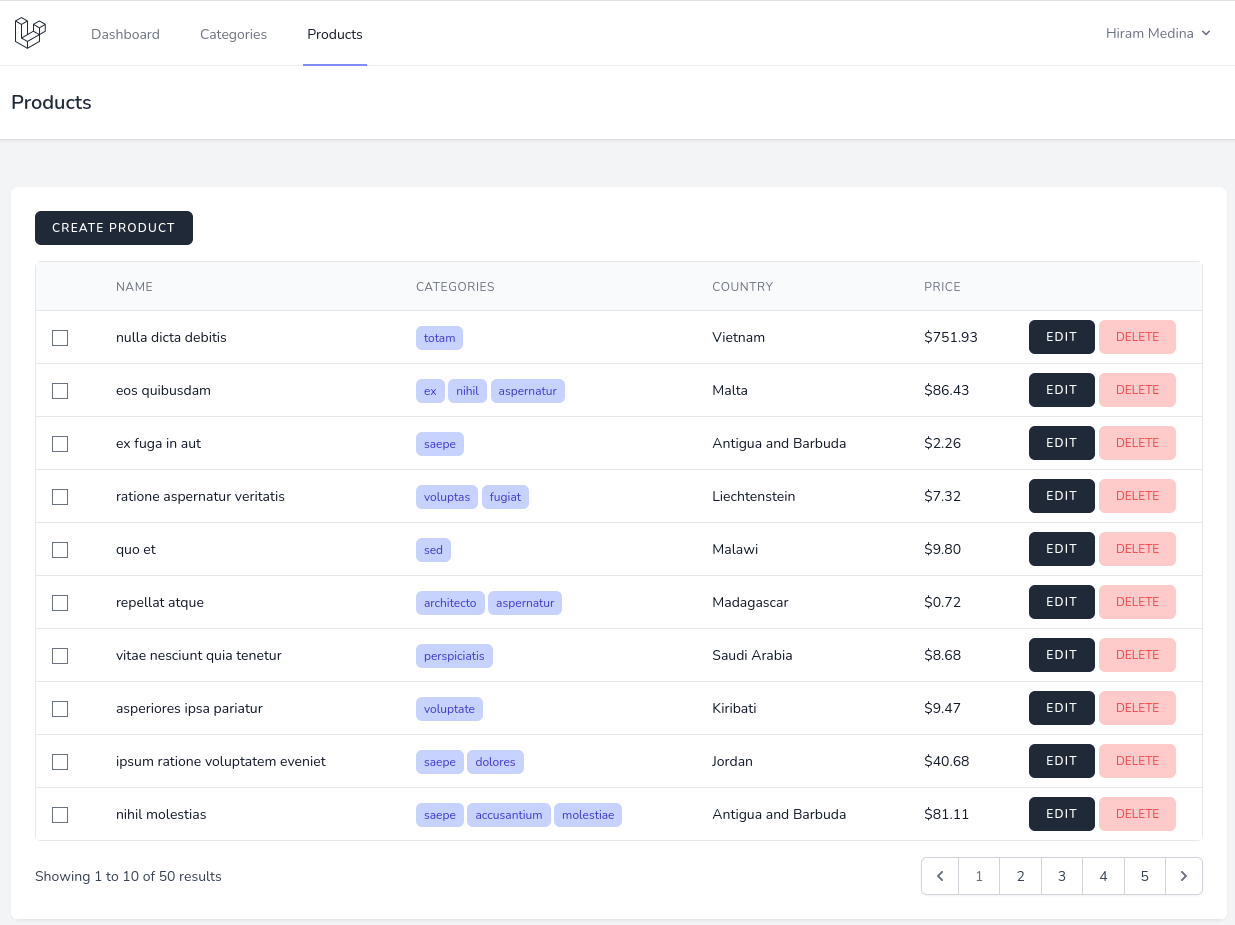 Dashboard Categories Products Hiram Medina
Products
CREATE PRODUCT
NAME CATEGORIES COUNTRY PRICE
nulla dicta debitis totam Vietnam $751.93 EDIT DELETE
eos quibusdam ex nihil aspernatur Malta $86.43 EDIT DELETE
ex fuga in aut saepe Antigua and Barbuda $2.26 EDIT DELETE
ratione aspernatur veritatis voluptas fugiat Liechtenstein $7.32 EDIT DELETE
quo et sed Malawi $9.80 EDIT DELETE
repellat atque architecto aspernatur Madagascar $0.72 EDIT DELETE
vitae nesciunt quia tenetur perspiciatis Saudi Arabia $8.68 EDIT DELETE
asperiores ipsa pariatur voluptate Kiribati $9.47 EDIT DELETE
ipsum ratione voluptatem eveniet saepe dolores Jordan $40.68 EDIT DELETE
nihil molestias saepe accusantium molestiae Antigua and Barbuda $81.11 EDIT DELETE
Showing 1 to 10 of 50 results 1 2 3 4 5